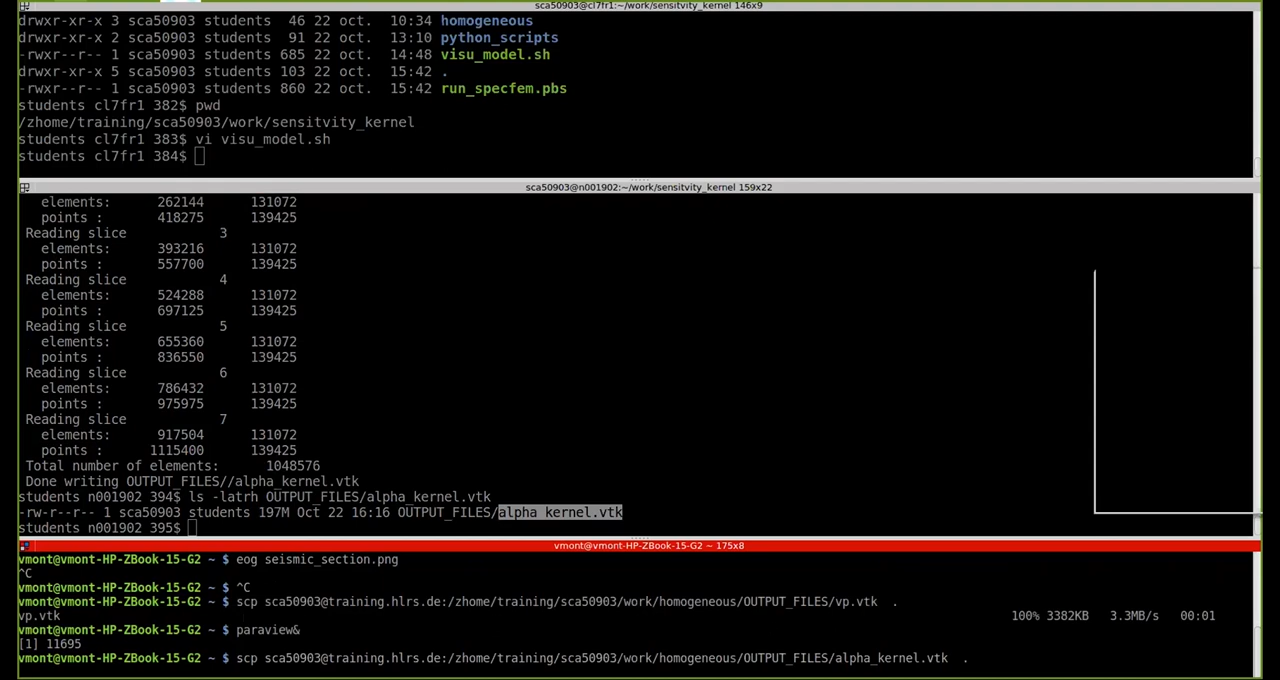 sca50903@cl7fr1:~/work/sensitvity_kernel 146x9
drwxr-xr-x 3 sca50903 students  46 22 oct.  10:34 homogeneous
drwxr-xr-x 2 sca50903 students  91 22 oct.  13:10 python_scripts
-rwxr--r-- 1 sca50903 students 685 22 oct.  14:48 visu_model.sh
drwxr-xr-x 5 sca50903 students 103 22 oct.  15:42 .
-rwxr--r-- 1 sca50903 students 860 22 oct.  15:42 run_specfem.pbs
students cl7fr1 382$ pwd
/zhome/training/sca50903/work/sensitvity_kernel
students cl7fr1 383$ vi visu_model.sh
students cl7fr1 384$
sca50903@n001902:~/work/sensitvity_kernel 159x22
elements:      262144      131072
points :      418275      139425
Reading slice           3
elements:      393216      131072
points :      557700      139425
Reading slice           4
elements:      524288      131072
points :      697125      139425
Reading slice           5
elements:      655360      131072
points :      836550      139425
Reading slice           6
elements:      786432      131072
points :      975975      139425
Reading slice           7
elements:      917504      131072
points :     1115400      139425
Total number of elements:      1048576
Done writing OUTPUT_FILES//alpha_kernel.vtk
students n001902 394$ ls -latrh OUTPUT_FILES/alpha_kernel.vtk
-rw-r--r-- 1 sca50903 students 197M Oct 22 16:16 OUTPUT_FILES/alpha_kernel.vtk
students n001902 395$
vmont@vmont-HP-ZBook-15-G2 ~ 175x8
vmont@vmont-HP-ZBook-15-G2 ~ $ eog seismic_section.png
^C
vmont@vmont-HP-ZBook-15-G2 ~ $ ^C
vmont@vmont-HP-ZBook-15-G2 ~ $ scp sca50903@training.hlrs.de:/zhome/training/sca50903/work/homogeneous/OUTPUT_FILES/vp.vtk  .
vp.vtk 100% 3382KB   3.3MB/s   00:01
vmont@vmont-HP-ZBook-15-G2 ~ $ paraview&
[1] 11695
vmont@vmont-HP-ZBook-15-G2 ~ $ scp sca50903@training.hlrs.de:/zhome/training/sca50903/work/homogeneous/OUTPUT_FILES/alpha_kernel.vtk  .